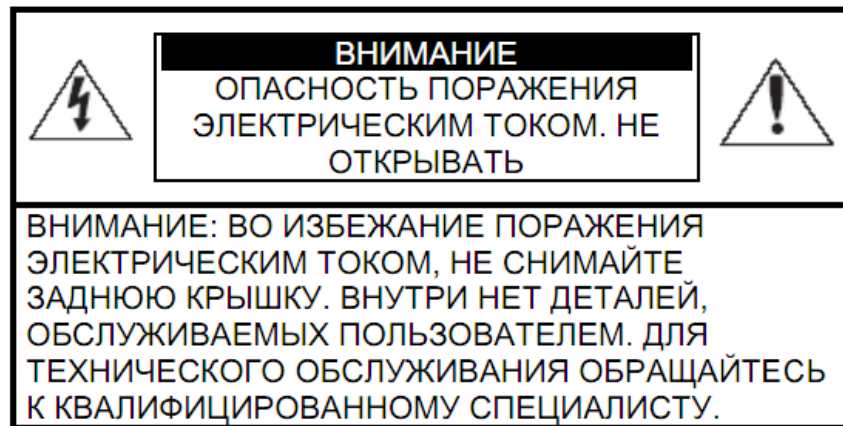 ВНИМАНИЕ
ОПАСНОСТЬ ПОРАЖЕНИЯ
ЭЛЕКТРИЧЕСКИМ ТОКОМ. НЕ
ОТКРЫВАТЬ
ВНИМАНИЕ: ВО ИЗБЕЖАНИЕ ПОРАЖЕНИЯ
ЭЛЕКТРИЧЕСКИМ ТОКОМ, НЕ СНИМАЙТЕ
ЗАДНЮЮ КРЫШКУ. ВНУТРИ НЕТ ДЕТАЛЕЙ,
ОБСЛУЖИВАЕМЫХ ПОЛЬЗОВАТЕЛЕМ. ДЛЯ
ТЕХНИЧЕСКОГО ОБСЛУЖИВАНИЯ ОБРАЩАЙТЕСЬ
К КВАЛИФИЦИРОВАННОМУ СПЕЦИАЛИСТУ.